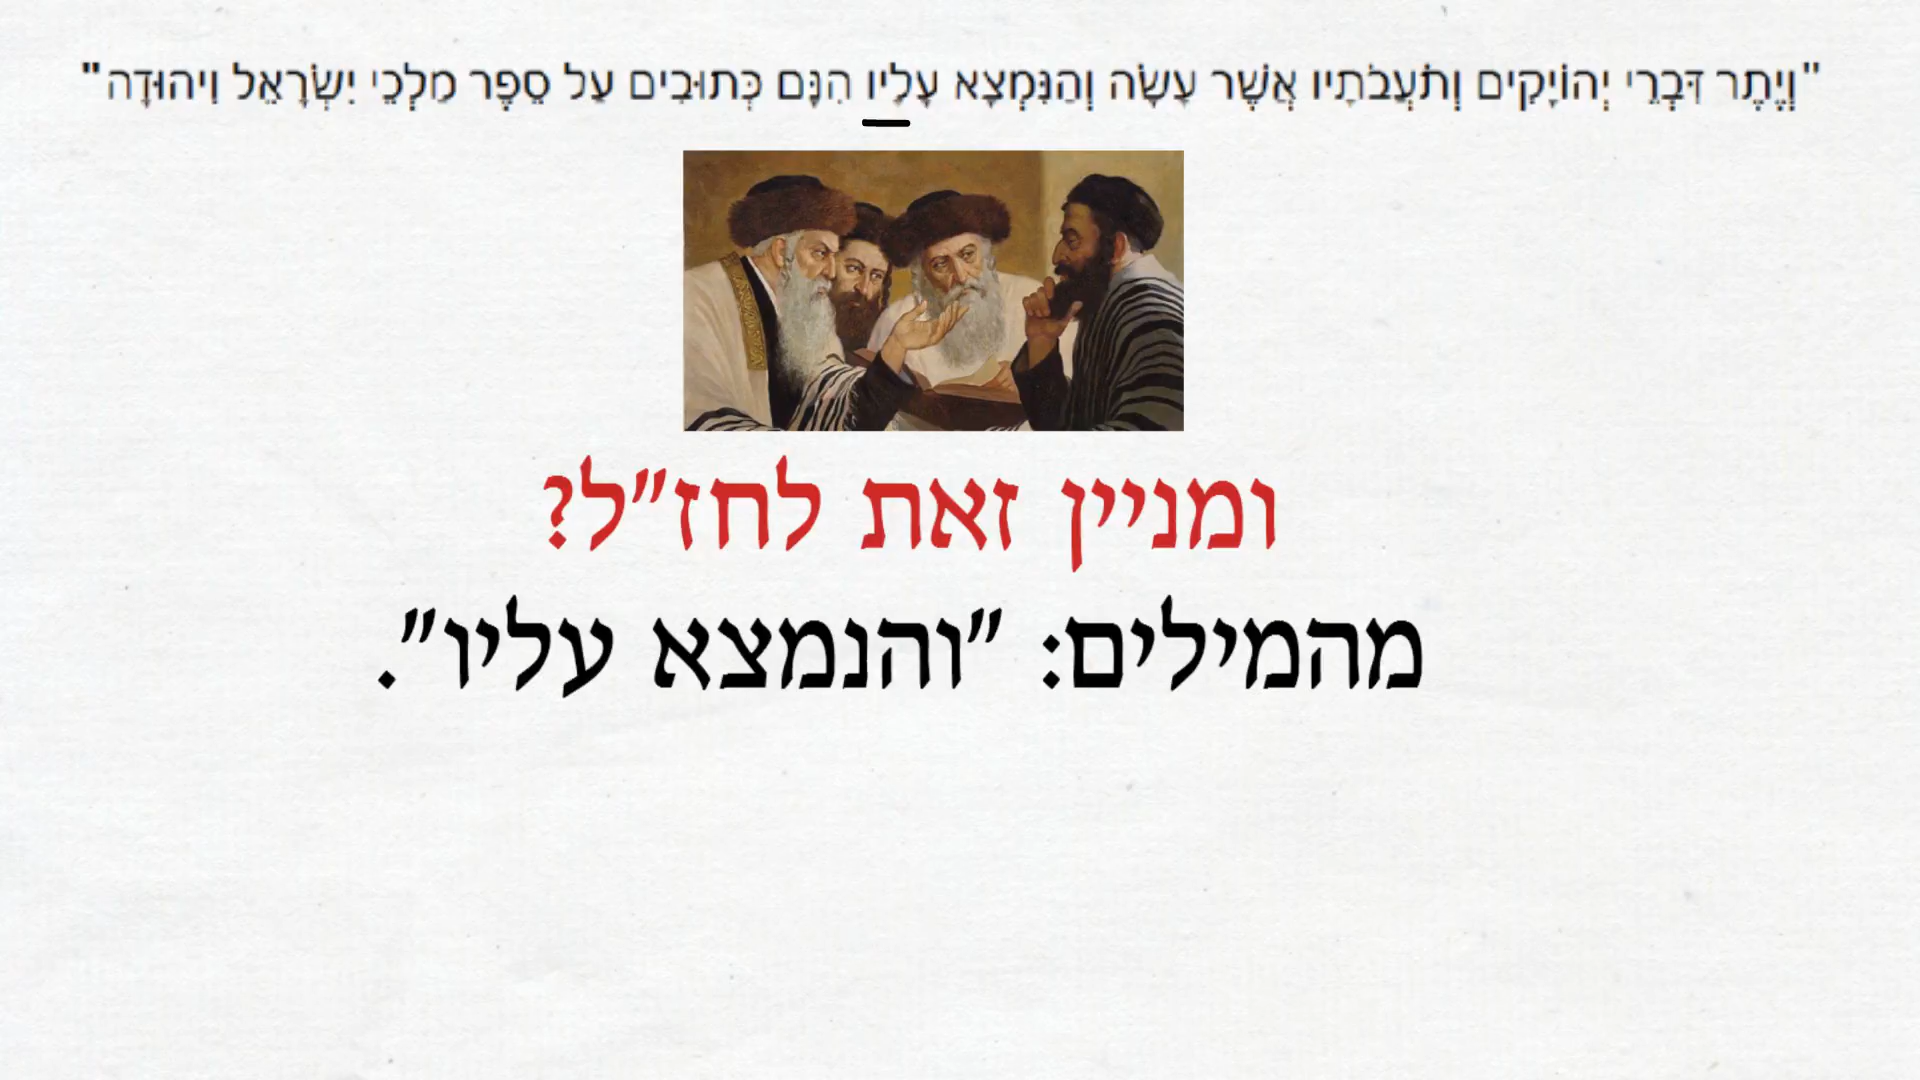 "וְיֶתֶר דִּבְרֵי יְהוֹיָקִים וְתֹעֲבֹתָיו אֲשֶׁר עָשָׂה וְהַנִּמְצָא עָלָיו הִנָּם כְּתוּבִים עַל סֵפֶר מַלְכֵי יִשְׂרָאֵל וִיהוּדָה"
ומניין זאת לחז"ל?
מהמילים: "והנמצא עליו".